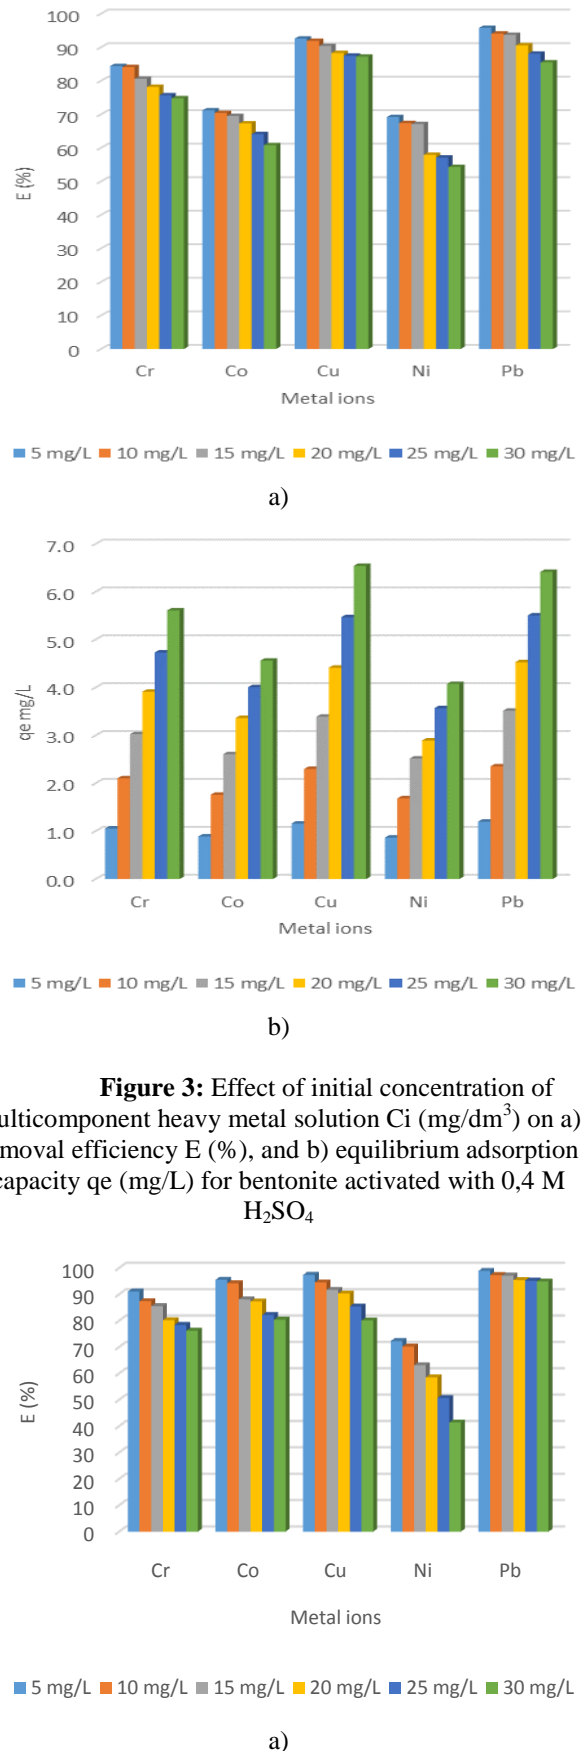 100
90
80
70
60
50
40
30
20
10
0
E (%)
Cr Co Cu Ni Pb
Metal ions
5 mg/L 10 mg/L 15 mg/L 20 mg/L 25 mg/L 30 mg/L
a)
7.0
6.0
5.0
4.0
3.0
2.0
1.0
0.0
qe mg/L
Cr Co Cu Ni Pb
Metal ions
5 mg/L 10 mg/L 15 mg/L 20 mg/L 25 mg/L 30 mg/L
b)
Figure 3: Effect of initial concentration of
ulticomponent heavy metal solution Ci (mg/dm³) on a)
moval efficiency E (%), and b) equilibrium adsorption
capacity qe (mg/L) for bentonite activated with 0,4 M
H₂SO₄
100
90
80
70
60
50
40
30
20
10
0
E (%)
Cr Co Cu Ni Pb
Metal ions
5 mg/L 10 mg/L 15 mg/L 20 mg/L 25 mg/L 30 mg/L
a)